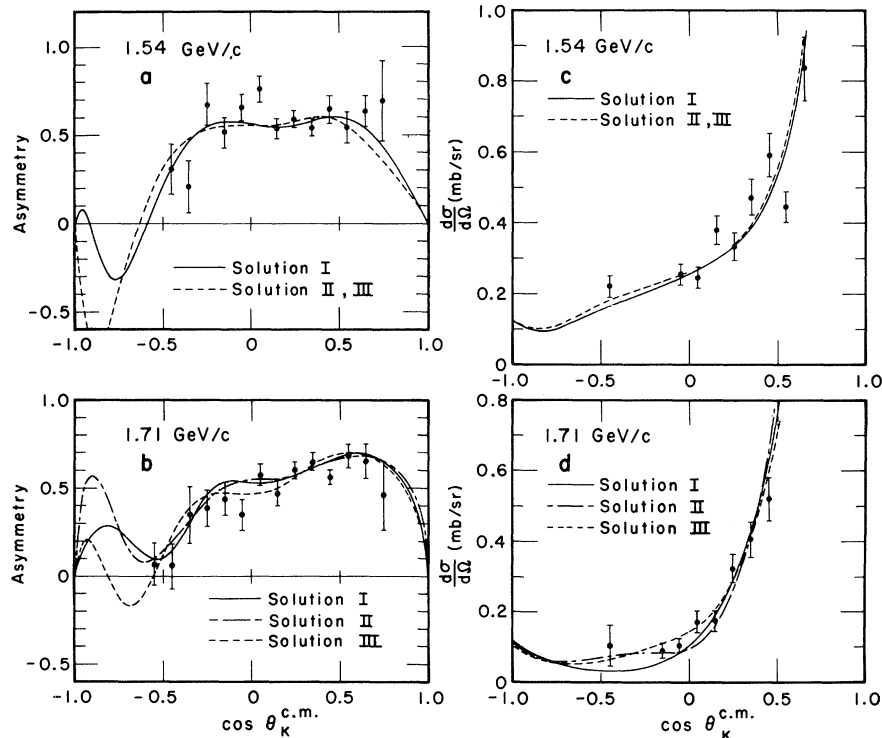 1.0
1.54 GeV/c
a
0.5
Asymmetry
0
Solution I
Solution II, III
-0.5
-1.0 -0.5 0 0.5 1.0
1.0
1.54 GeV/c
c
0.8
Solution I
Solution II, III
0.6
dσ/dΩ (mb/sr)
0.4
0.2
0
-1.0 -0.5 0 0.5 1.0
1.0
1.71 GeV/c
b
0.5
Asymmetry
0
Solution I
Solution II
Solution III
-0.5
-1.0 -0.5 0 0.5 1.0
cos θ_K^c.m.
0.8
1.71 GeV/c
d
0.6
Solution I
Solution II
Solution III
dσ/dΩ (mb/sr)
0.4
0.2
0
-1.0 -0.5 0 0.5 1.0
cos θ_K^c.m.